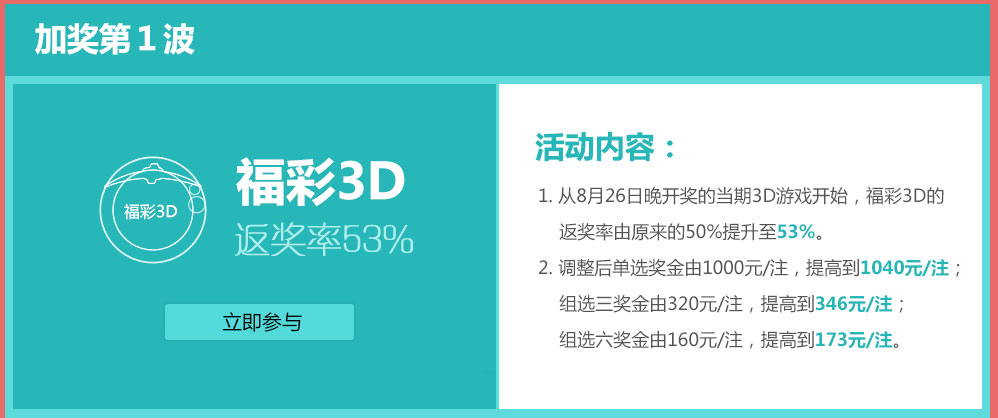 加奖第1波
福彩3D
福彩3D
返奖率53%
立即参与
活动内容：
1. 从8月26日晚开奖的当期3D游戏开始，福彩3D的
返奖率由原来的50%提升至53%。
2. 调整后单选奖金由1000元/注，提高到1040元/注；
组选三奖金由320元/注，提高到346元/注；
组选六奖金由160元/注，提高到173元/注。